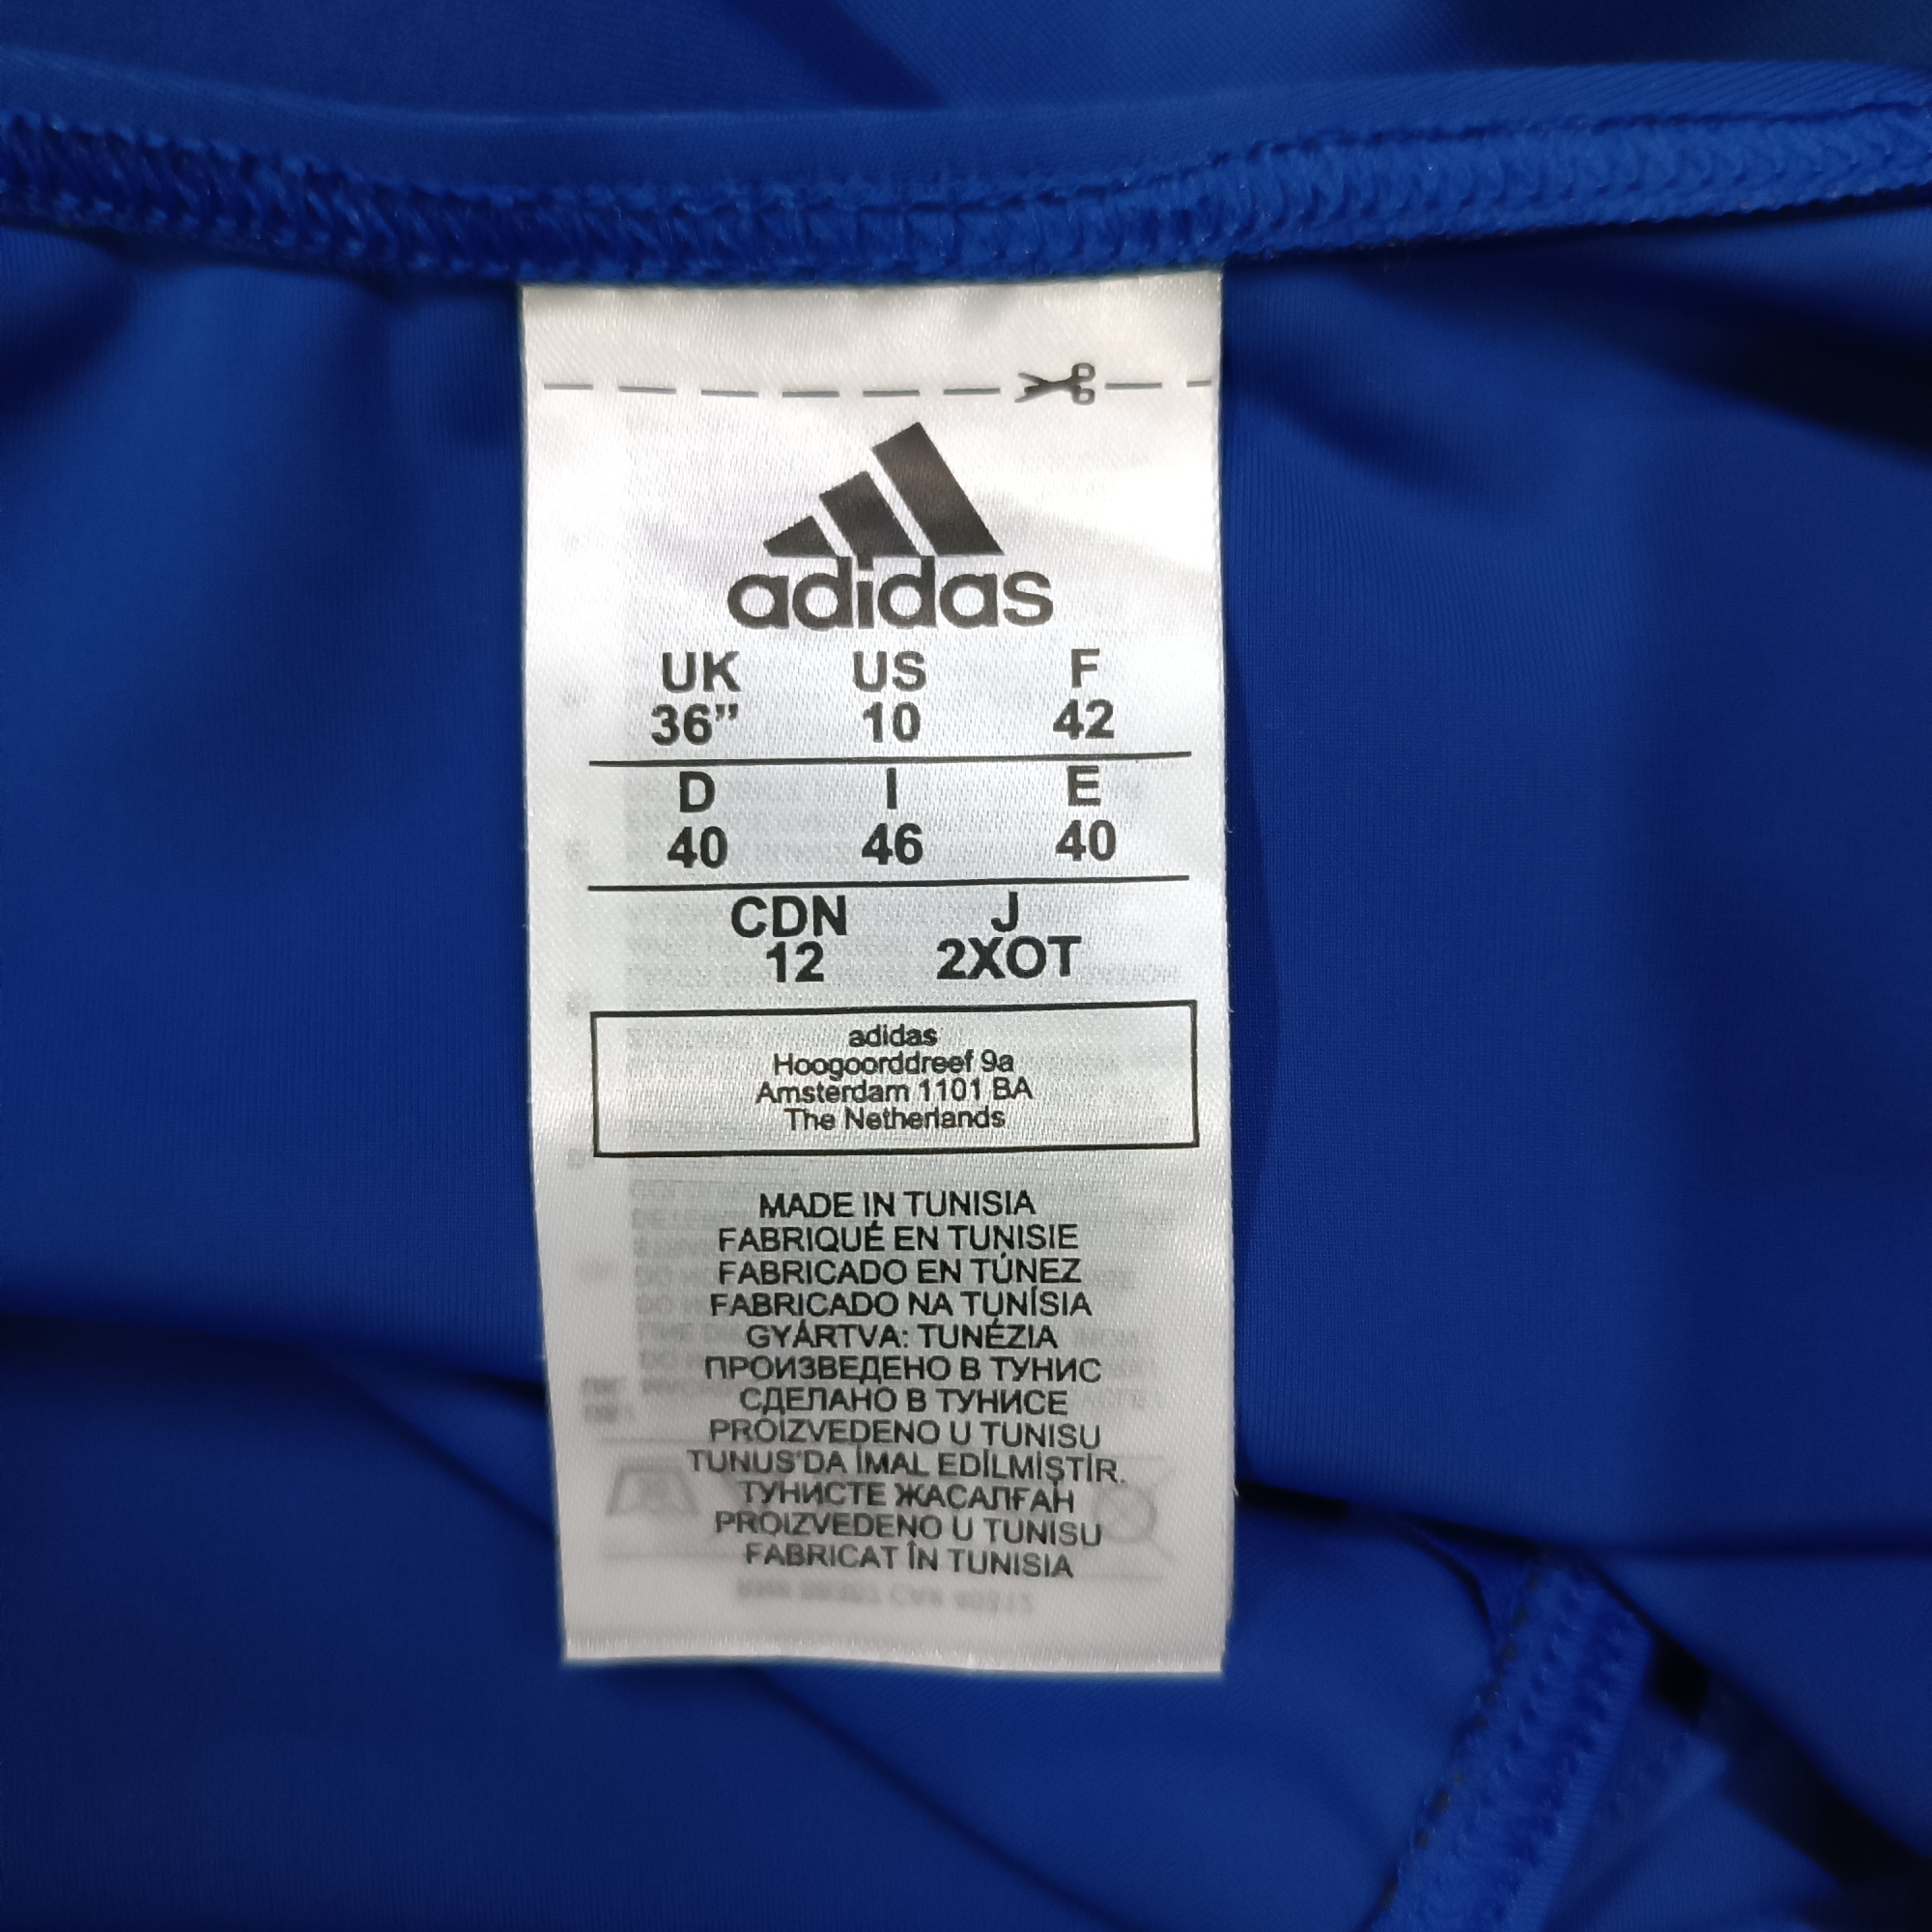 adidas
UK US F
36” 10 42
D I E
40 46 40
CDN J
12 2XOT
adidas
Hoogoorddreef 9a
Amsterdam 1101 BA
The Netherlands
MADE IN TUNISIA
FABRIQUÉ EN TUNISIE
FABRICADO EN TÚNEZ
FABRICADO NA TUNÍSIA
GYÁRTVA: TUNÉZIA
ПРОИЗВЕДЕНО В ТУНИС
СДЕЛАНО В ТУНИСЕ
PROIZVEDENO U TUNISU
TUNUS'DA İMAL EDİLMİŞTİR.
ТУНИСТЕ ЖАСАЛҒАН
PROIZVEDENO U TUNISU
FABRICAT ÎN TUNISIA